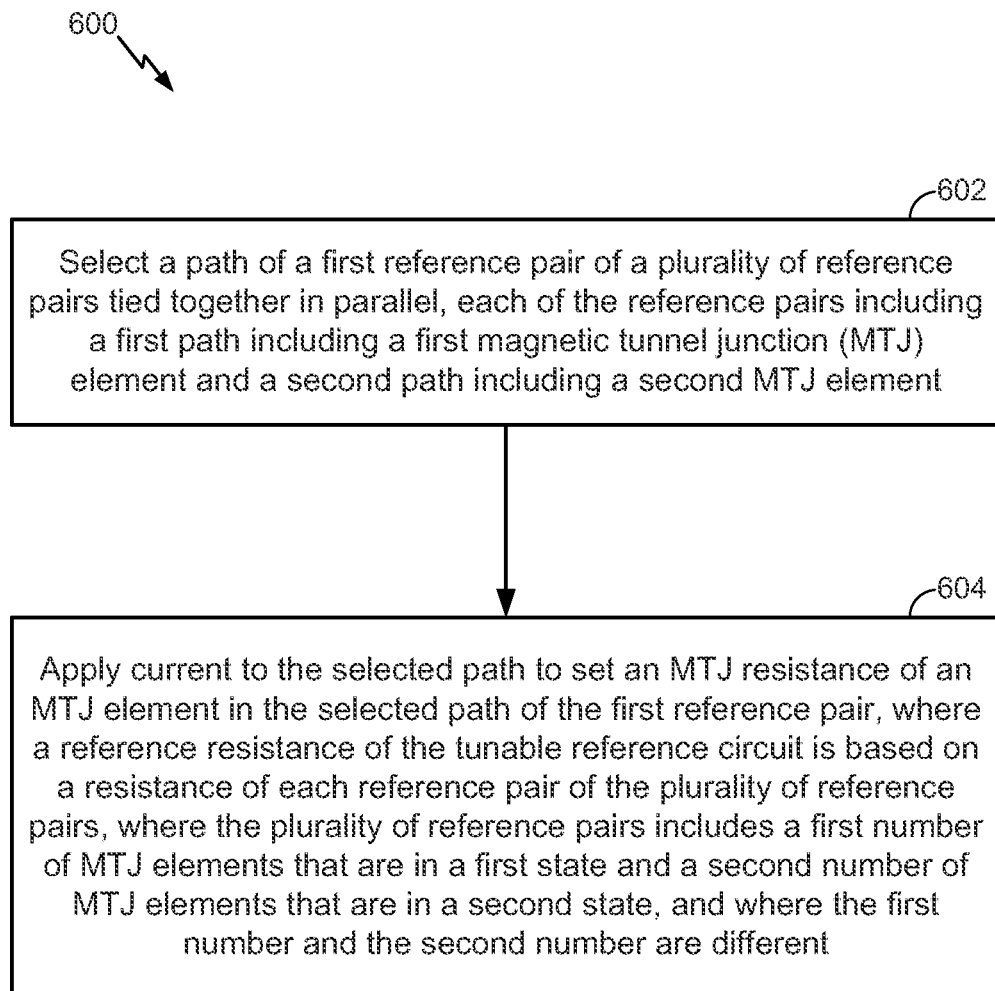 600
602
Select a path of a first reference pair of a plurality of reference
pairs tied together in parallel, each of the reference pairs including
a first path including a first magnetic tunnel junction (MTJ)
element and a second path including a second MTJ element
604
Apply current to the selected path to set an MTJ resistance of an
MTJ element in the selected path of the first reference pair, where
a reference resistance of the tunable reference circuit is based on
a resistance of each reference pair of the plurality of reference
pairs, where the plurality of reference pairs includes a first number
of MTJ elements that are in a first state and a second number of
MTJ elements that are in a second state, and where the first
number and the second number are different